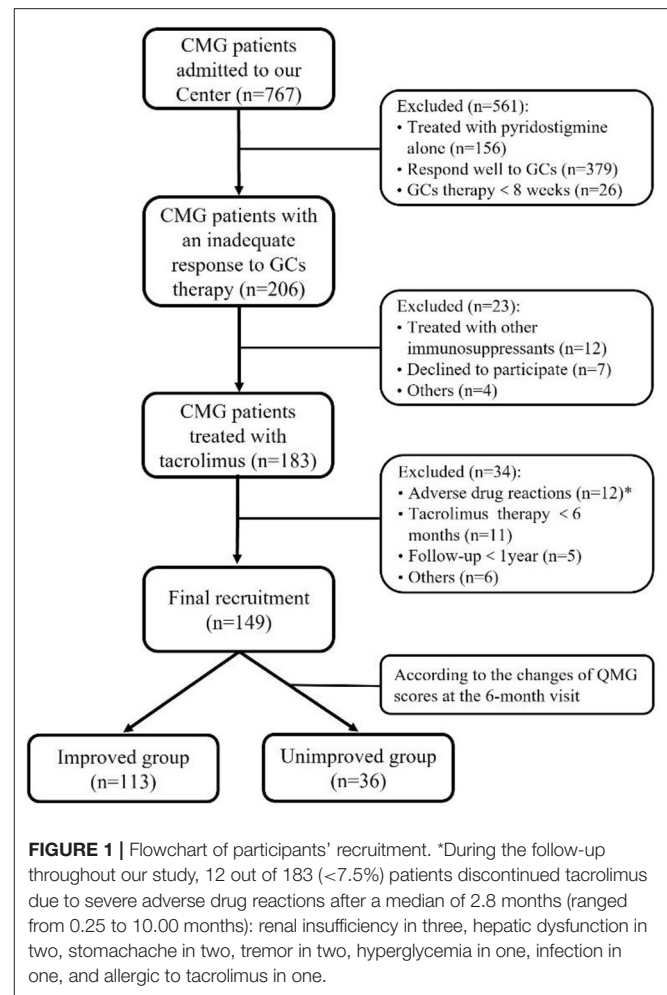 CMG patients
admitted to our
Center (n=767)
Excluded (n=561):
• Treated with pyridostigmine
alone (n=156)
• Respond well to GCs (n=379)
• GCs therapy < 8 weeks (n=26)
CMG patients with
an inadequate
response to GCs
therapy (n=206)
Excluded (n=23):
• Treated with other
immunosuppressants (n=12)
• Declined to participate (n=7)
• Others (n=4)
CMG patients
treated with
tacrolimus (n=183)
Excluded (n=34):
• Adverse drug reactions (n=12)*
• Tacrolimus therapy < 6
months (n=11)
• Follow-up < 1year (n=5)
• Others (n=6)
Final recruitment
(n=149)
According to the changes of QMG
scores at the 6-month visit
Improved group
(n=113)
Unimproved group
(n=36)
FIGURE 1 | Flowchart of participants' recruitment. *During the follow-up
throughout our study, 12 out of 183 (<7.5%) patients discontinued tacrolimus
due to severe adverse drug reactions after a median of 2.8 months (ranged
from 0.25 to 10.00 months): renal insufficiency in three, hepatic dysfunction in
two, stomachache in two, tremor in two, hyperglycemia in one, infection in
one, and allergic to tacrolimus in one.